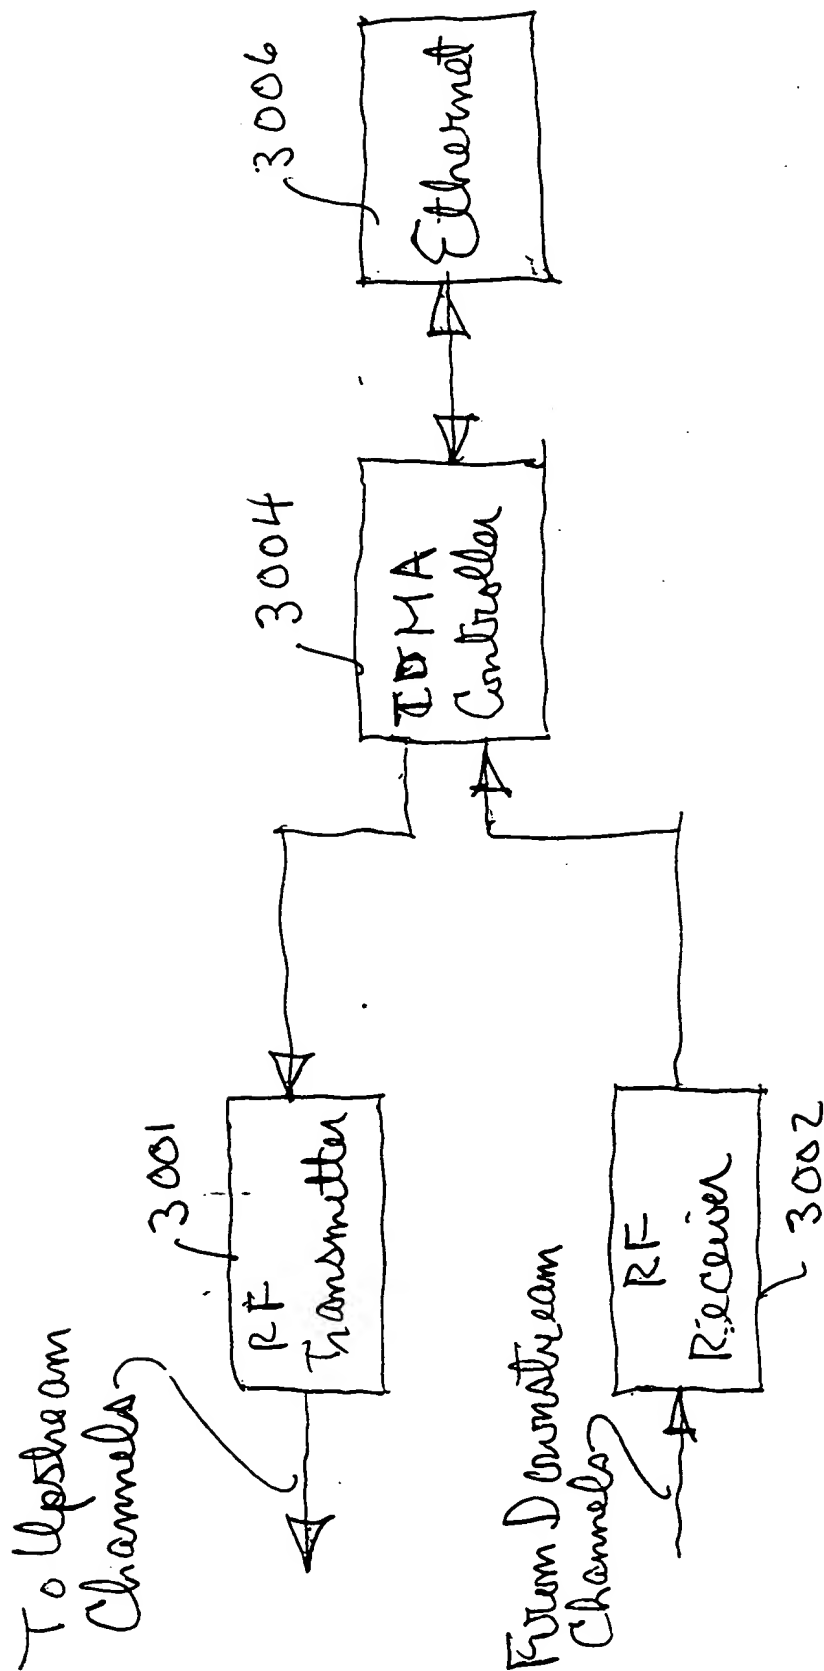 To Upstream
Channels
3001
RF
Transmitter
3004
TDMA
Controller
3006
Ethernet
From Downstream
Channels
RF
Receiver
3002